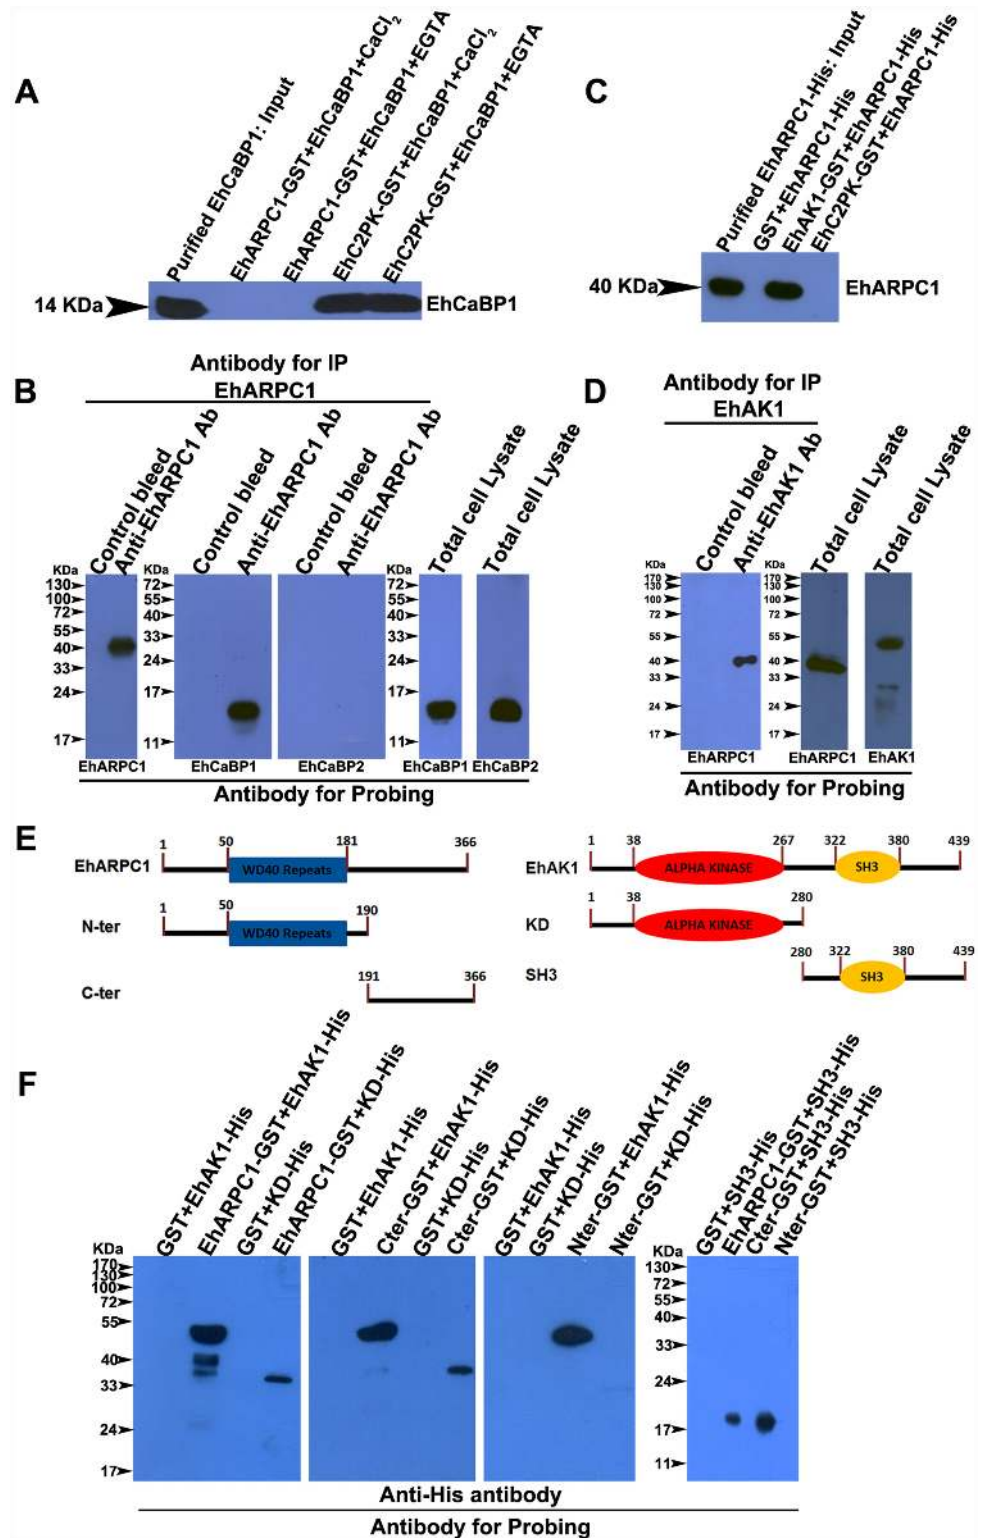 A
Purified EhCaBP1: Input
EhARPC1-GST+EhCaBP1+CaCl2
EhARPC1-GST+EhCaBP1+EGTA
EhC2PK-GST+EhCaBP1+CaCl2
EhC2PK-GST+EhCaBP1+EGTA
14 KDa
EhCaBP1
C
Purified EhARPC1-His: Input
GST+EhARPC1-His
EhAK1-GST+EhARPC1-His
EhC2PK-GST+EhARPC1-His
40 KDa
EhARPC1
B
Antibody for IP
EhARPC1
Control bleed
Anti-EhARPC1 Ab
Control bleed
Anti-EhARPC1 Ab
Control bleed
Anti-EhARPC1 Ab
Total cell Lysate
Total cell Lysate
KDa
130
100
72
55
40
33
24
17
KDa
72
55
40
33
24
17
11
KDa
72
55
40
33
24
17
11
EhARPC1
EhCaBP1
EhCaBP2
EhCaBP1
EhCaBP2
Antibody for Probing
D
Antibody for IP
EhAK1
Control bleed
Anti-EhAK1 Ab
Total cell Lysate
Total cell Lysate
KDa
170
130
100
72
55
40
33
24
17
KDa
170
130
100
72
55
40
33
24
17
EhARPC1
EhARPC1
EhAK1
Antibody for Probing
E
EhARPC1
1 50 181 366
WD40 Repeats
N-ter
1 50 190
WD40 Repeats
C-ter
191 366
EhAK1
1 38 267 322 380 439
ALPHA KINASE SH3
KD
1 38 280
ALPHA KINASE
SH3
280 322 380 439
SH3
F
GST+EhAK1-His
EhARPC1-GST+EhAK1-His
GST+KD-His
EhARPC1-GST+KD-His
GST+EhAK1-His
Cter-GST+EhAK1-His
GST+KD-His
Cter-GST+KD-His
GST+EhAK1-His
GST+KD-His
Nter-GST+EhAK1-His
Nter-GST+KD-His
GST+SH3-His
EhARPC1-GST+SH3-His
Cter-GST+SH3-His
Nter-GST+SH3-His
KDa
170
130
100
72
55
40
33
24
17
KDa
130
72
55
40
33
24
17
11
Anti-His antibody
Antibody for Probing